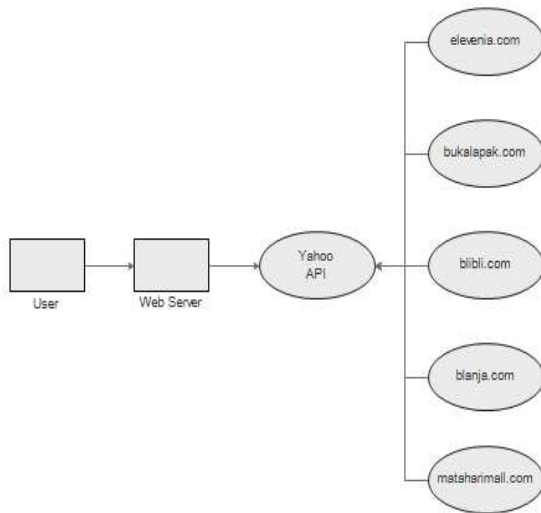 elevenia.com
bukalapak.com
Yahoo
API
blibli.com
User
Web Server
blanja.com
mataharimall.com